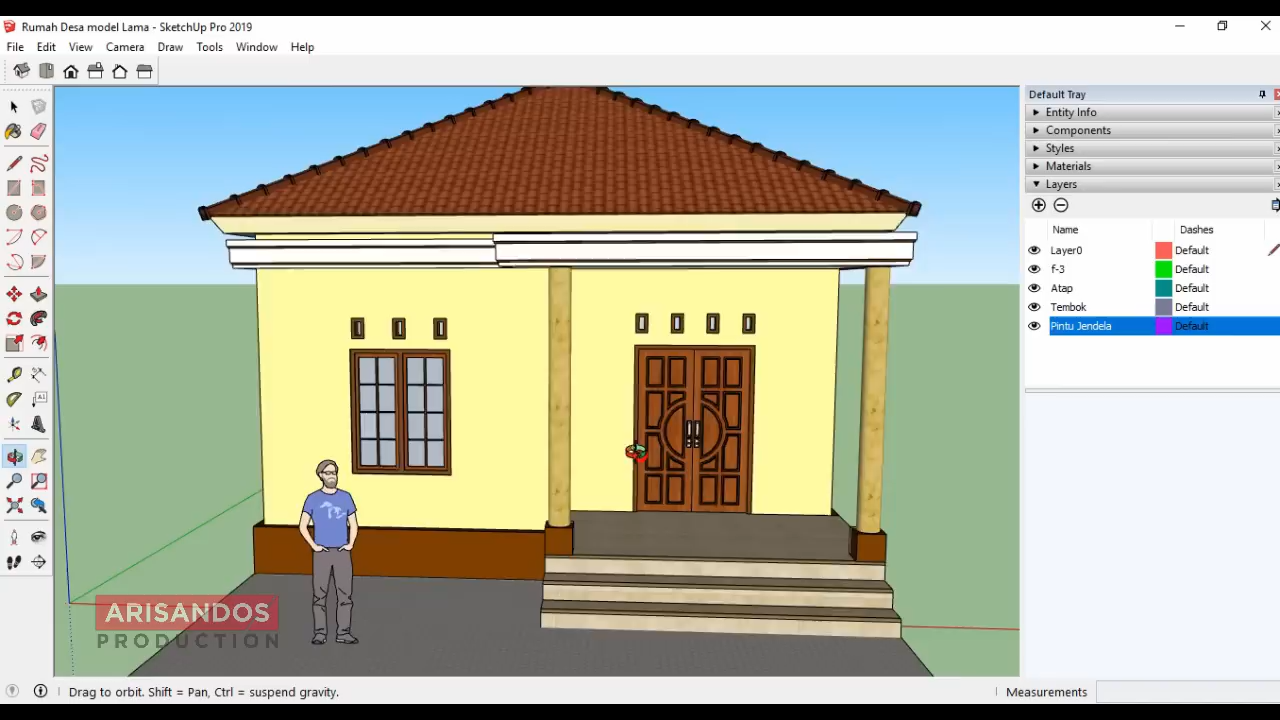 Rumah Desa model Lama - SketchUp Pro 2019
File Edit View Camera Draw Tools Window Help
Default Tray
Entity Info
Components
Styles
Materials
Layers
Name Dashes
Layer0 Default
f-3 Default
Atap Default
Tembok Default
Pintu Jendela Default
A1
ARISANDOS
PRODUCTION
Drag to orbit. Shift = Pan, Ctrl = suspend gravity.
Measurements